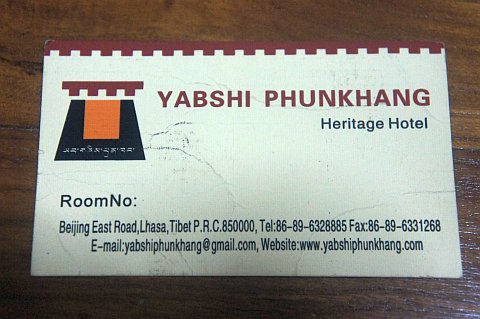 YABSHI PHUNKHANG
Heritage Hotel
RoomNo:
Beijing East Road,Lhasa,Tibet P.R.C.850000, Tel:86-89-6328885 Fax:86-89-6331268
E-mail:yabshiphunkhang@gmail.com, Website:www.yabshiphunkhang.com